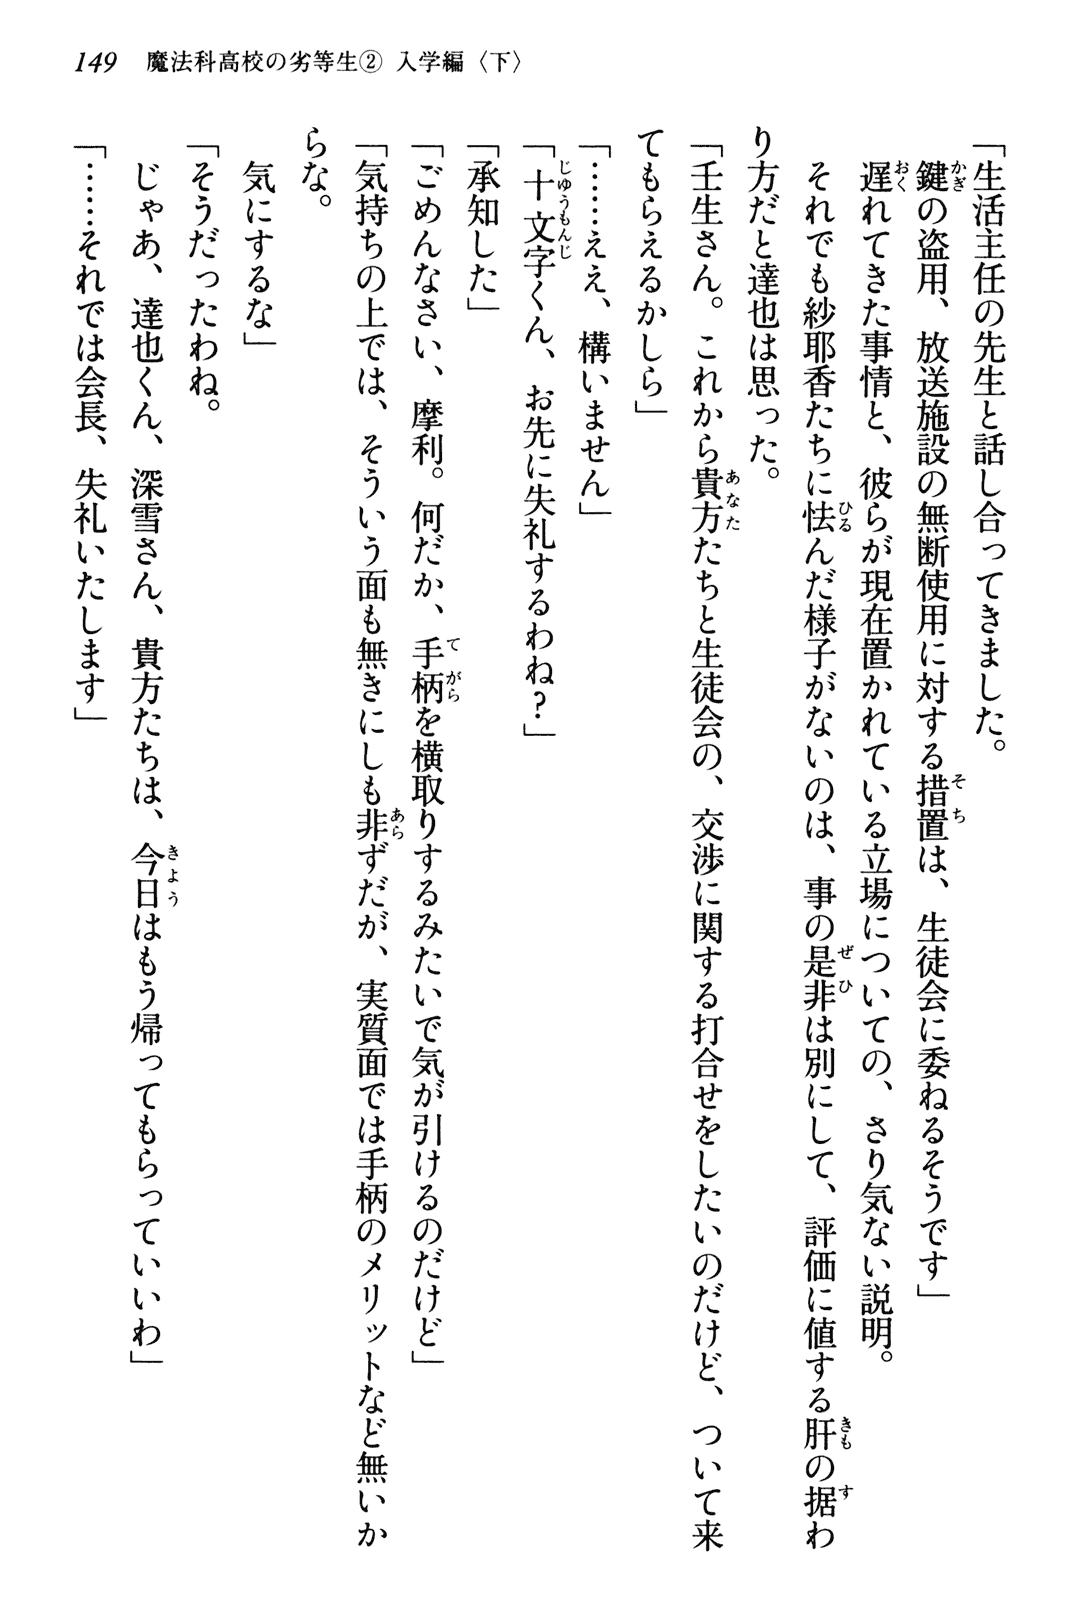 149 魔法科高校の劣等生② 入学編〈下〉
「生活主任の先生と話し合ってきました。
鍵の盗用、放送施設の無断使用に対する措置は、生徒会に委ねるそうです」
遅れてきた事情と、彼らが現在置かれている立場についての、さり気ない説明。
それでも紗耶香たちに怯んだ様子がないのは、事の是非は別にして、評価に値する肝の据わ
り方だと達也は思った。
「壬生さん。これから貴方たちと生徒会の、交渉に関する打合せをしたいのだけど、ついて来
てもらえるかしら」
「……ええ、構いません」
「十文字くん、お先に失礼するわね?」
「承知した」
「ごめんなさい、摩利。何だか、手柄を横取りするみたいで気が引けるのだけど」
「気持ちの上では、そういう面も無きにしも非ずだが、実質面では手柄のメリットなど無いか
らな。
気にするな」
「そうだったわね。
じゃあ、達也くん、深雪さん、貴方たちは、今日はもう帰ってもらっていいわ」
「……それでは会長、失礼いたします」